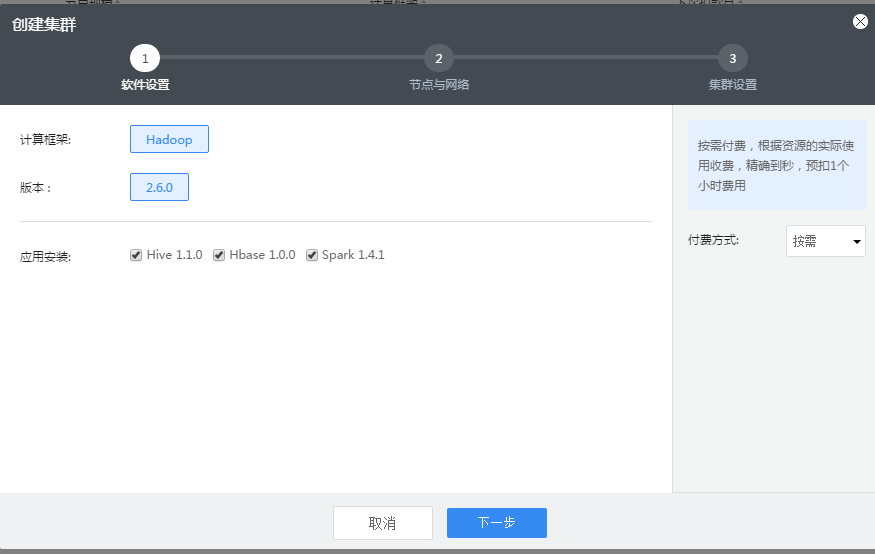 创建集群
1
2
3
软件设置
节点与网络
集群设置
计算框架:
Hadoop
版本：
2.6.0
应用安装:
Hive 1.1.0
Hbase 1.0.0
Spark 1.4.1
按需付费，根据资源的实际使
用收费，精确到秒，预扣1个
小时费用
付费方式:
按需
取消
下一步